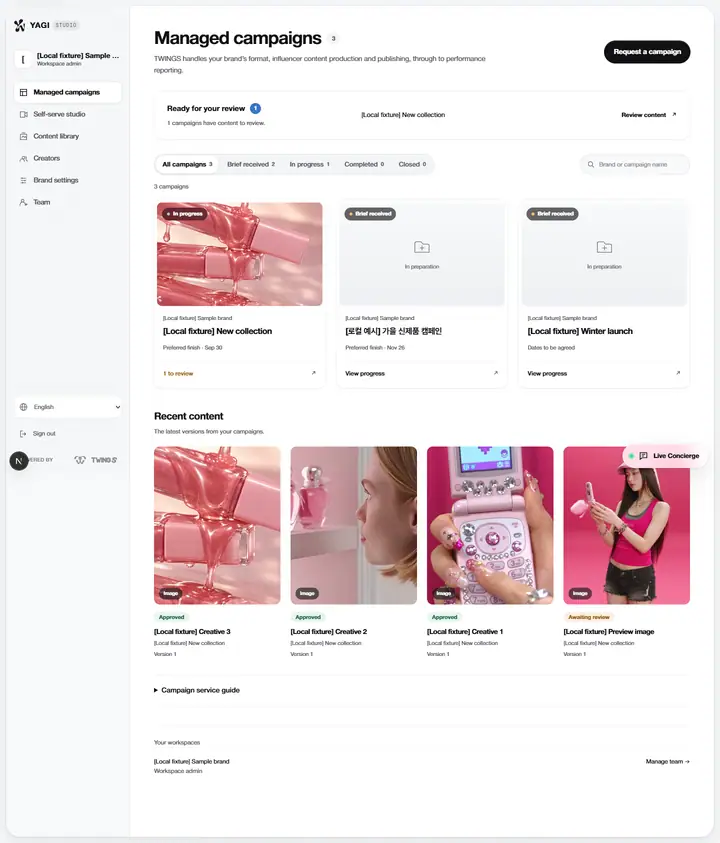 YAGI STUDIO
[Local fixture] Sample ...
Workspace admin
Managed campaigns
Self-serve studio
Content library
Creators
Brand settings
Team
English
Sign out
N
ERED BY
TWINGS
Managed campaigns 3
TWINGS handles your brand's format, influencer content production and publishing, through to performance
reporting.
Request a campaign
Ready for your review 1
1 campaigns have content to review.
[Local fixture] New collection
Review content ↗
All campaigns 3
Brief received 2
In progress 1
Completed 0
Closed 0
Brand or campaign name
3 campaigns
In progress
[Local fixture] Sample brand
[Local fixture] New collection
Preferred finish · Sep 30
1 to review ↗
Brief received
In preparation
[Local fixture] Sample brand
[로컬 예시] 가을 신제품 캠페인
Preferred finish · Nov 26
View progress ↗
Brief received
In preparation
[Local fixture] Sample brand
[Local fixture] Winter launch
Dates to be agreed
View progress ↗
Recent content
The latest versions from your campaigns.
Live Concierge
Image
Approved
[Local fixture] Creative 3
[Local fixture] New collection
Version 1
Image
Approved
[Local fixture] Creative 2
[Local fixture] New collection
Version 1
Image
Approved
[Local fixture] Creative 1
[Local fixture] New collection
Version 1
Image
Awaiting review
[Local fixture] Preview image
[Local fixture] New collection
Version 1
Campaign service guide
Your workspaces
[Local fixture] Sample brand
Workspace admin
Manage team →